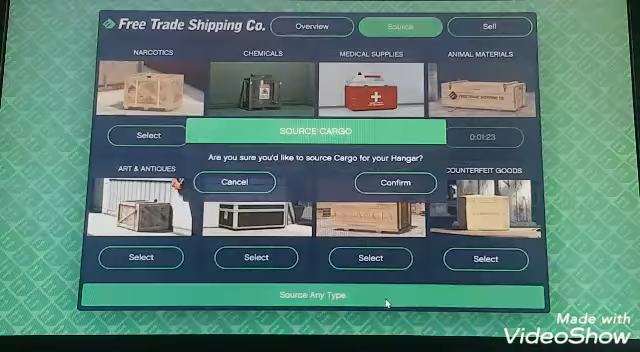 Free Trade Shipping Co.
Overview
Source
Sell
NARCOTICS
CHEMICALS
MEDICAL SUPPLIES
ANIMAL MATERIALS
Select
SOURCE CARGO
0:01:23
Are you sure you'd like to source Cargo for your Hangar?
ART & ANTIQUES
COUNTERFEIT GOODS
Cancel
Confirm
Select
Select
Select
Select
Source Any Type
Made with
VideoShow